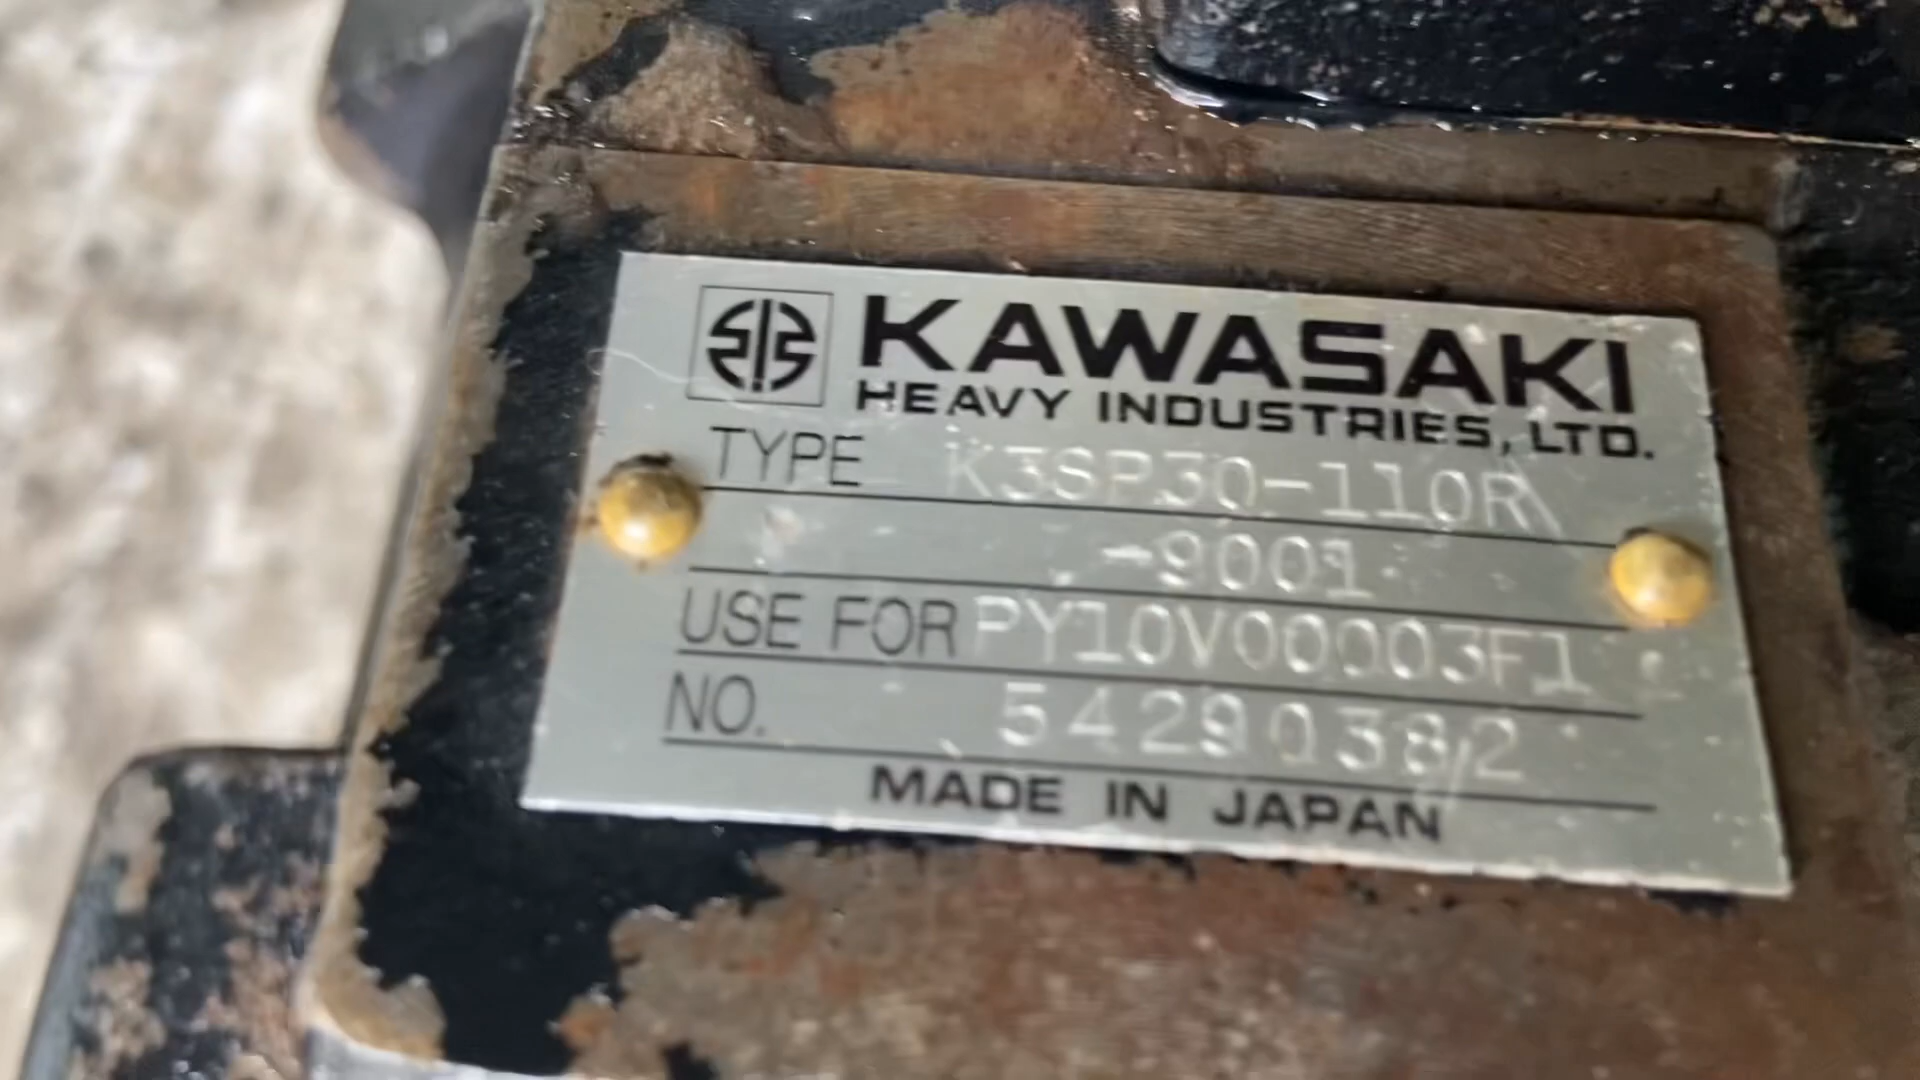 KAWASAKI
HEAVY INDUSTRIES, LTD.
TYPE K3SP30-110R
-9001
USE FOR PY10V00003F1
NO. 54290382
MADE IN JAPAN